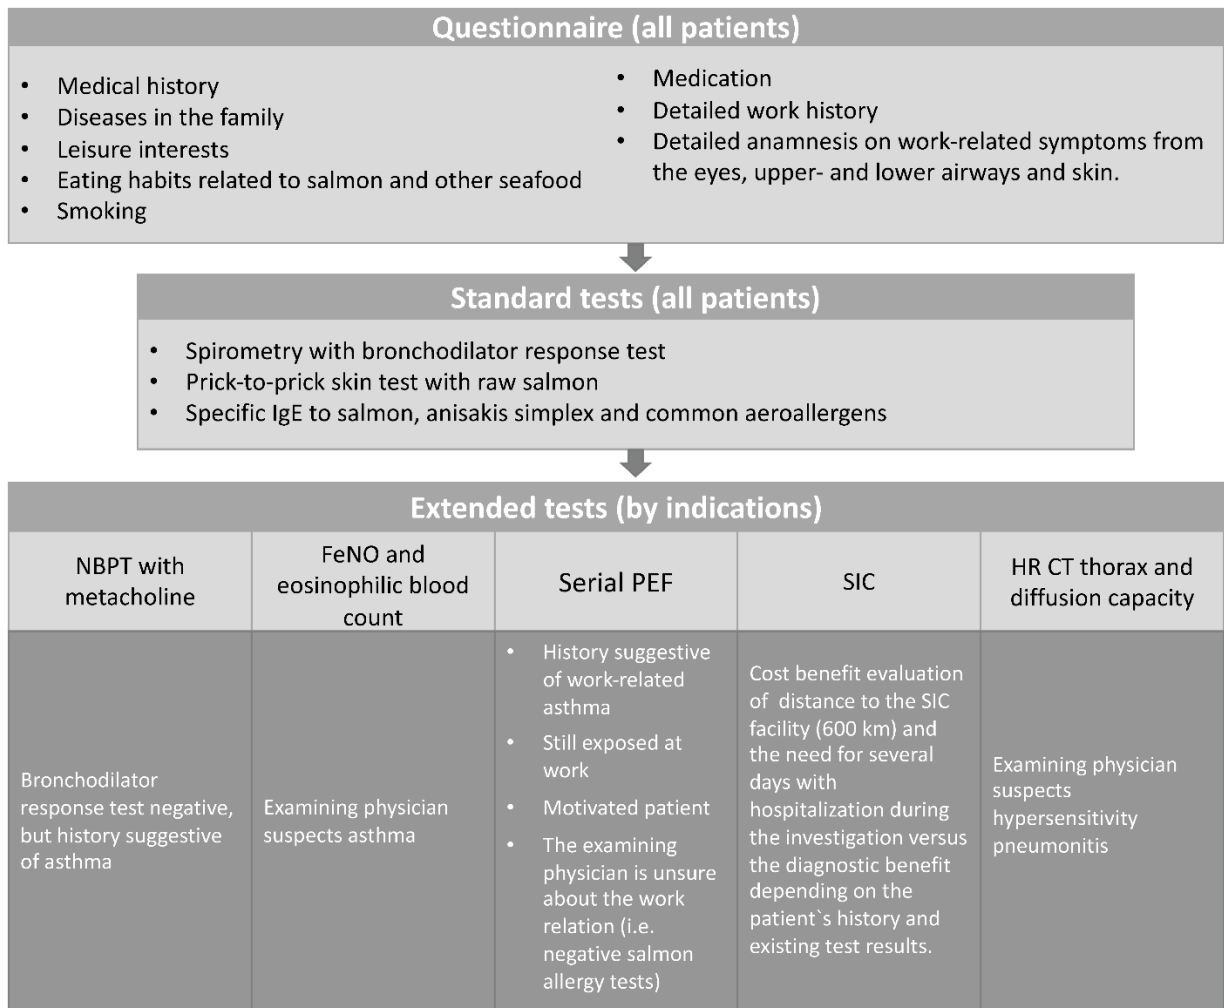 Questionnaire (all patients)
• Medical history
• Diseases in the family
• Leisure interests
• Eating habits related to salmon and other seafood
• Smoking
• Medication
• Detailed work history
• Detailed anamnesis on work-related symptoms from
the eyes, upper- and lower airways and skin.
Standard tests (all patients)
• Spirometry with bronchodilator response test
• Prick-to-prick skin test with raw salmon
• Specific IgE to salmon, anisakis simplex and common aeroallergens
Extended tests (by indications)
NBPT with
metacholine
FeNO and
eosinophilic blood
count
Serial PEF
SIC
HR CT thorax and
diffusion capacity
Bronchodilator
response test negative,
but history suggestive
of asthma
Examining physician
suspects asthma
• History suggestive
of work-related
asthma
• Still exposed at
work
• Motivated patient
• The examining
physician is unsure
about the work
relation (i.e.
negative salmon
allergy tests)
Cost benefit evaluation
of distance to the SIC
facility (600 km) and
the need for several
days with
hospitalization during
the investigation versus
the diagnostic benefit
depending on the
patient`s history and
existing test results.
Examining physician
suspects
hypersensitivity
pneumonitis